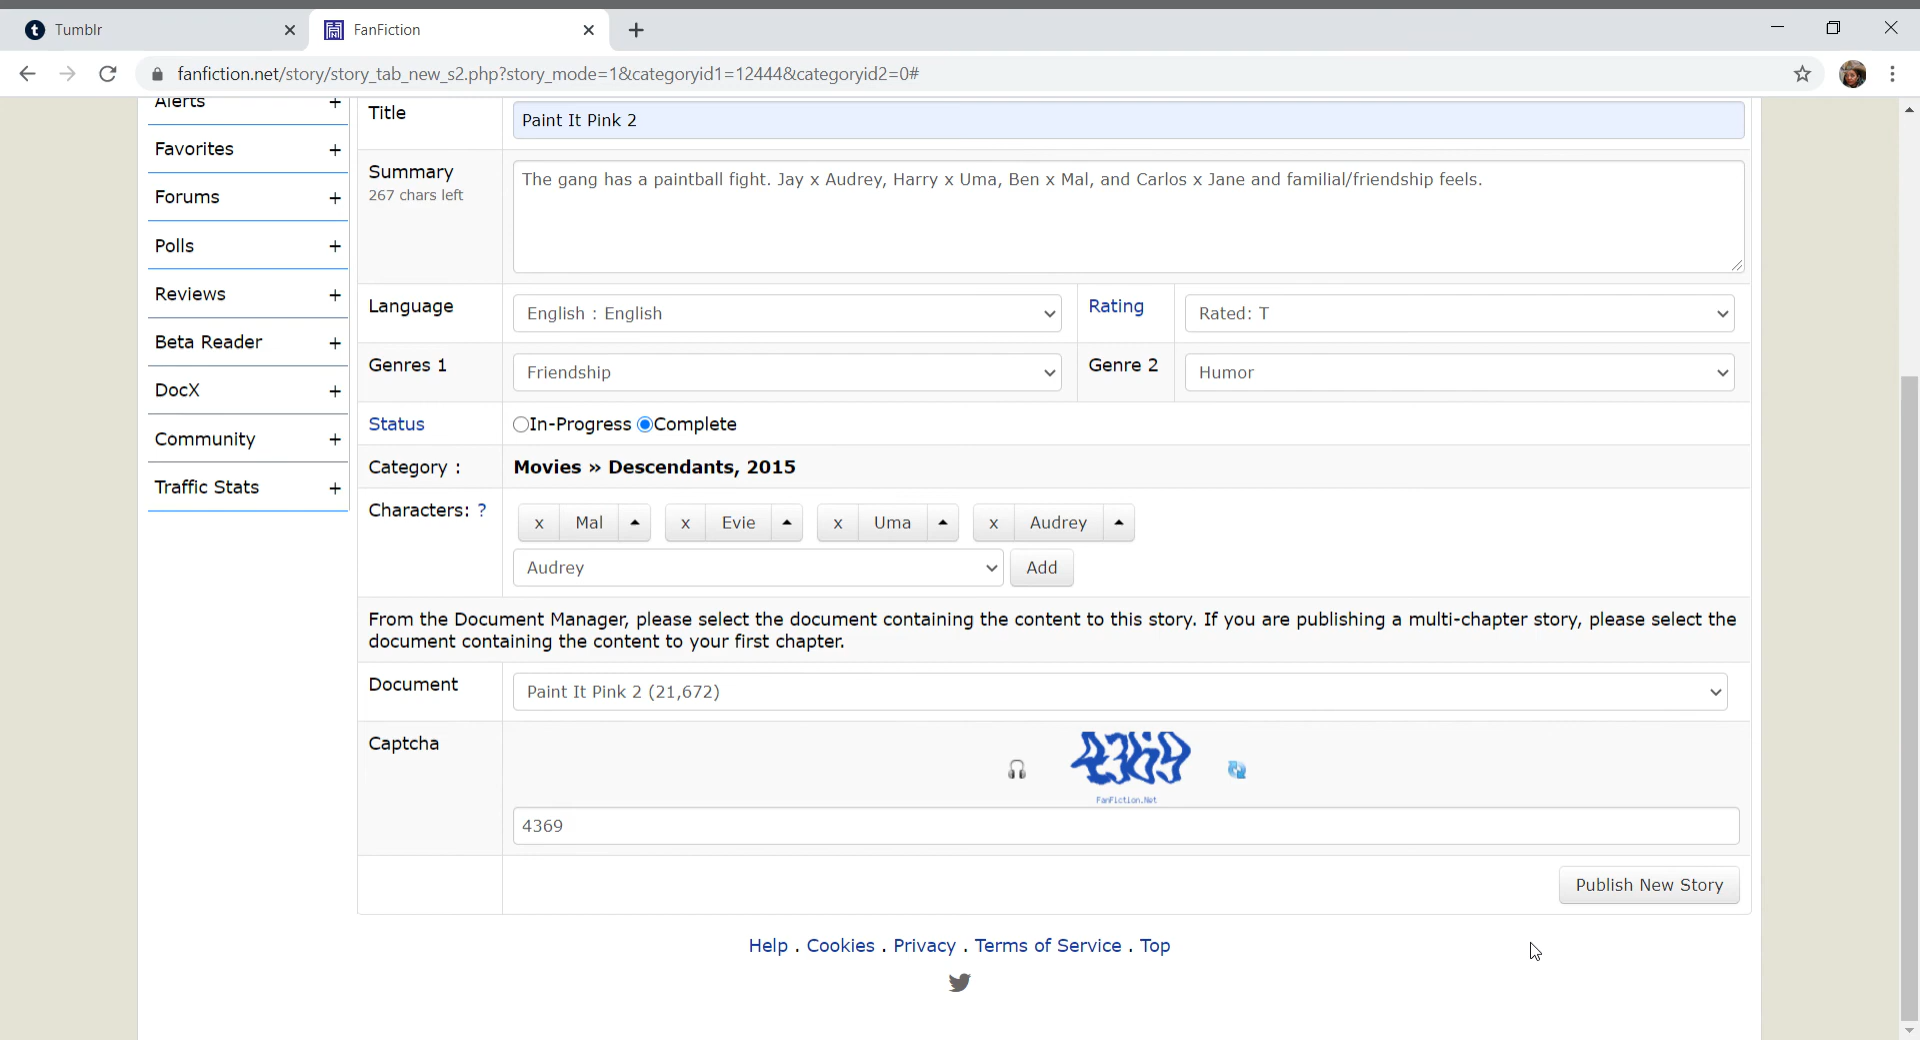 Tumblr
FanFiction
fanfiction.net/story/story_tab_new_s2.php?story_mode=1&categoryid1=12444&categoryid2=0#
Alerts +
Favorites +
Forums +
Polls +
Reviews +
Beta Reader +
DocX +
Community +
Traffic Stats +
Title
Paint It Pink 2
Summary
267 chars left
The gang has a paintball fight. Jay x Audrey, Harry x Uma, Ben x Mal, and Carlos x Jane and familial/friendship feels.
Language
English : English
Rating
Rated: T
Genres 1
Friendship
Genre 2
Humor
Status
In-Progress Complete
Category :
Movies » Descendants, 2015
Characters: ?
x Mal x Evie x Uma x Audrey
Audrey
Add
From the Document Manager, please select the document containing the content to this story. If you are publishing a multi-chapter story, please select the
document containing the content to your first chapter.
Document
Paint It Pink 2 (21,672)
Captcha
4369
FanFiction.Net
4369
Publish New Story
Help . Cookies . Privacy . Terms of Service . Top